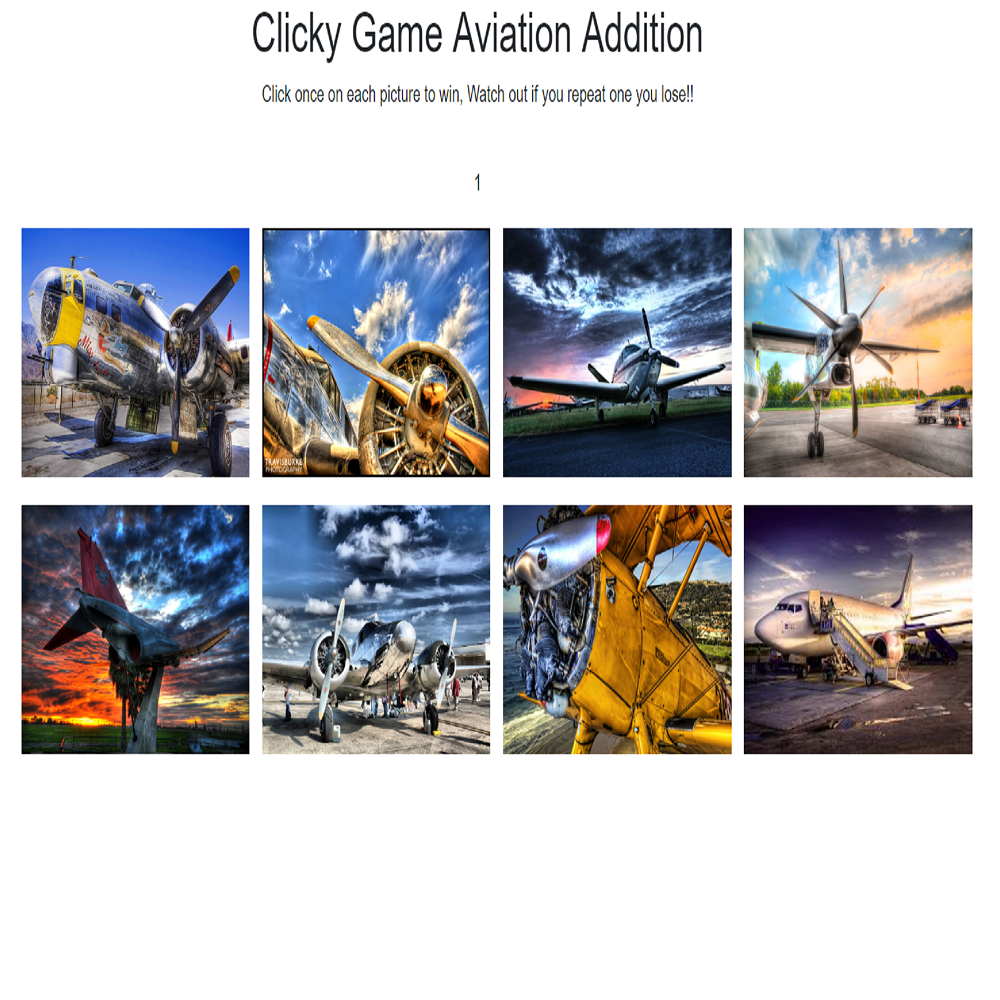 Clicky Game Aviation Addition
Click once on each picture to win, Watch out if you repeat one you lose!!
1
TRAVISBURKE
PHOTOGRAPHY